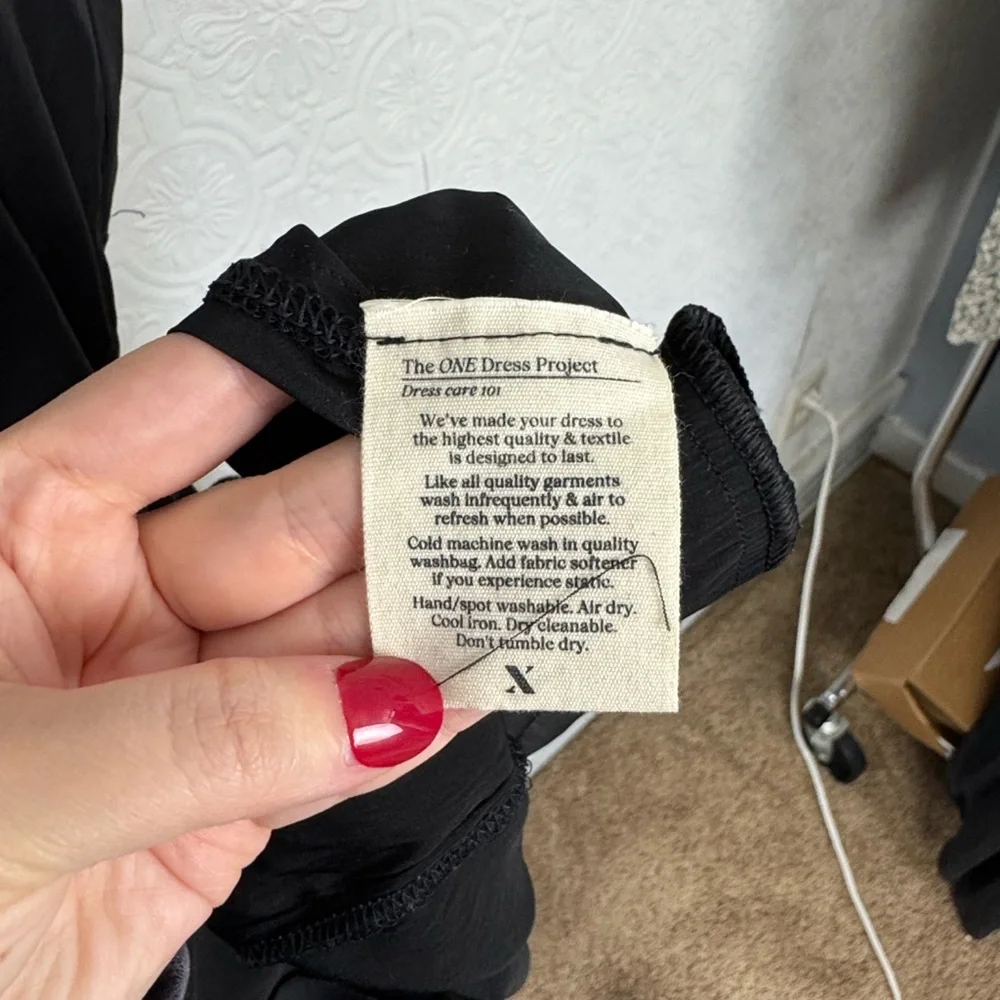 The ONE Dress Project
Dress care 101
We've made your dress to
the highest quality & textile
is designed to last.
Like all quality garments
wash infrequently & air to
refresh when possible.
Cold machine wash in quality
washbag. Add fabric softener
if you experience static.
Hand/spot washable. Air dry.
Cool iron. Dry cleanable.
Don't tumble dry.
X